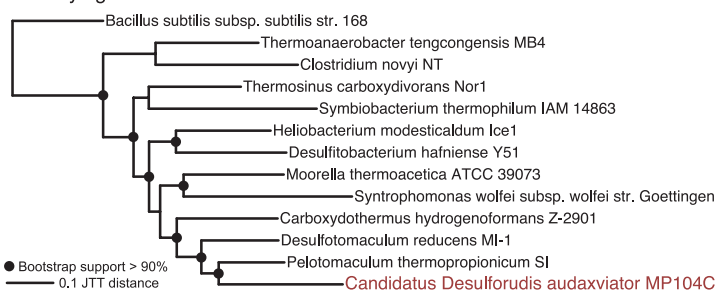 Bacillus subtilis subsp. subtilis str. 168
Thermoanaerobacter tengcongensis MB4
Clostridium novyi NT
Thermosinus carboxydivorans Nor1
Symbiobacterium thermophilum IAM 14863
Heliobacterium modesticaldum Ice1
Desulfitobacterium hafniense Y51
Moorella thermoacetica ATCC 39073
Syntrophomonas wolfei subsp. wolfei str. Goettingen
Carboxydothermus hydrogenoformans Z-2901
Desulfotomaculum reducens MI-1
Pelotomaculum thermopropionicum SI
Candidatus Desulforudis audaxviator MP104C
Bootstrap support > 90%
0.1 JTT distance